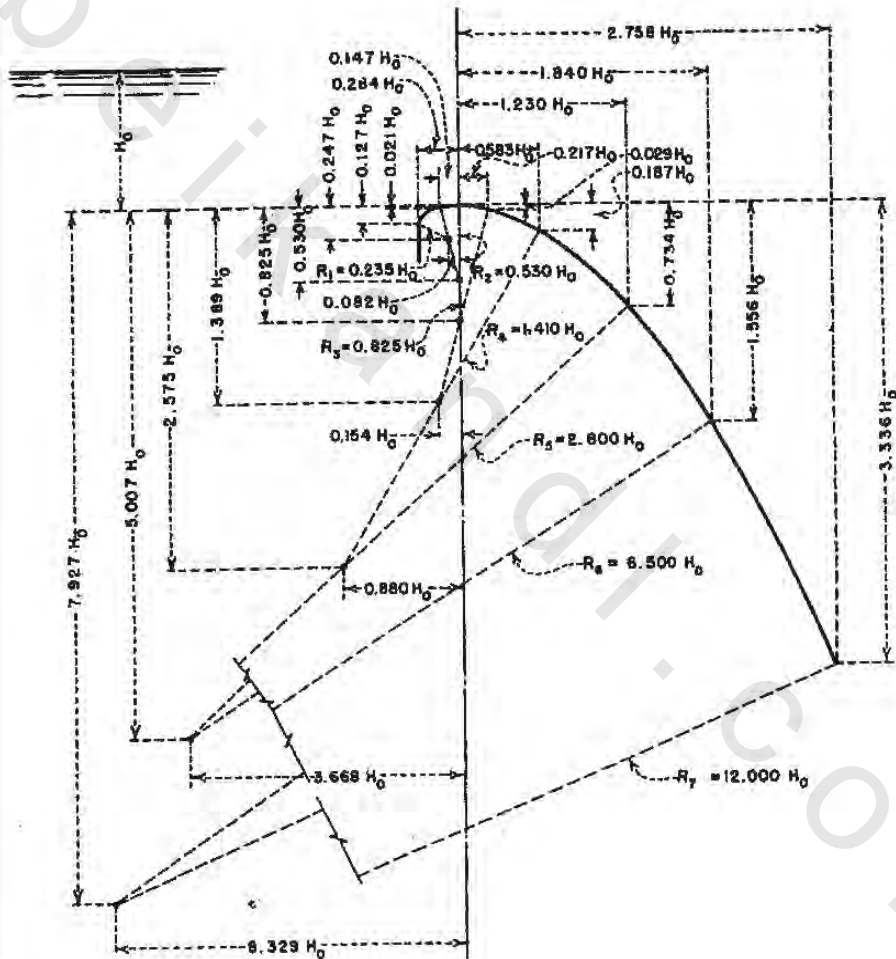 2.758 H₀
0.147 H₀
1.840 H₀
0.284 H₀
1.230 H₀
H₀
0.247 H₀
0.127 H₀
0.021 H₀
0.583 H₀
0.217 H₀
0.029 H₀
0.187 H₀
0.530 H₀
0.825 H₀
1.389 H₀
2.575 H₀
5.007 H₀
7.927 H₀
R₁=0.235 H₀
R₂=0.530 H₀
0.734 H₀
0.082 H₀
1.556 H₀
R₃=0.825 H₀
R₄=1.410 H₀
3.336 H₀
0.154 H₀
R₅=2.800 H₀
R₆=6.500 H₀
0.880 H₀
3.668 H₀
R₇=12.000 H₀
8.329 H₀
beikandl.co